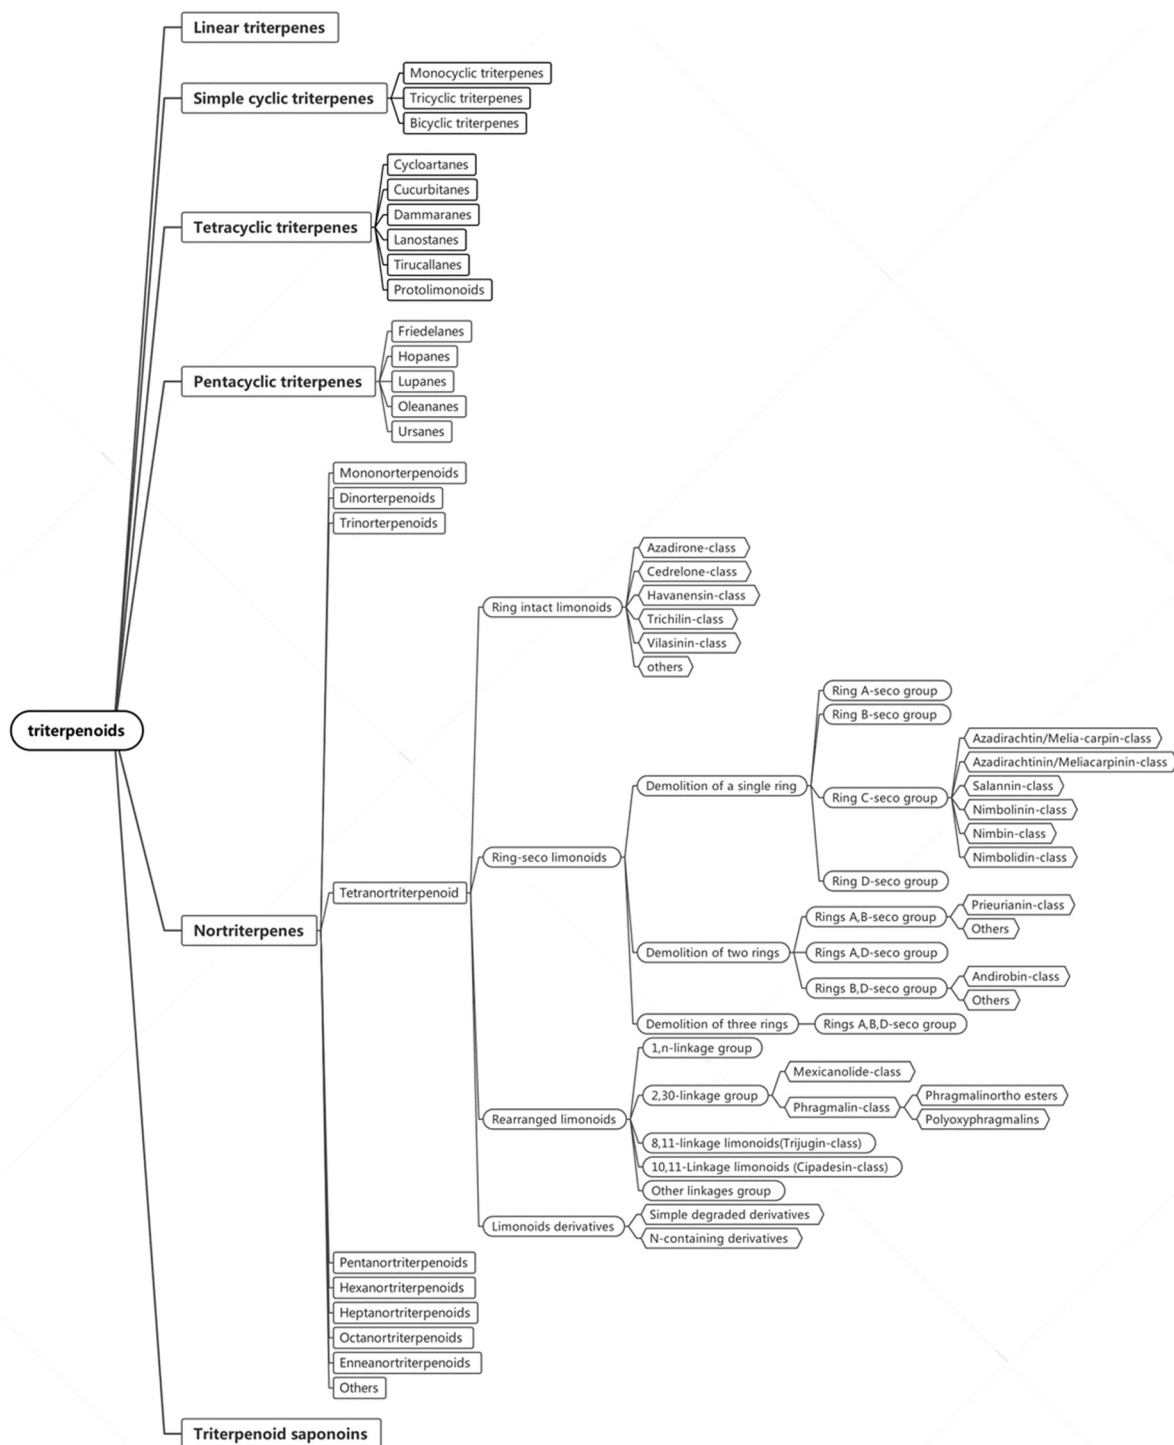 Linear triterpenes
Monocyclic triterpenes
Simple cyclic triterpenes
Tricyclic triterpenes
Bicyclic triterpenes
Cycloartanes
Cucurbitanes
Dammaranes
Tetracyclic triterpenes
Lanostanes
Tirucallanes
Protolimonoids
Friedelanes
Hopanes
Pentacyclic triterpenes
Lupanes
Oleananes
Ursanes
Mononorterpenoids
Dinorterpenoids
Trinorterpenoids
Azadirone-class
Cedrelone-class
Havanensin-class
Ring intact limonoids
Trichilin-class
Vilasinin-class
others
Ring A-seco group
Ring B-seco group
triterpenoids
Azadirachtin/Melia-carpin-class
Azadirachtinin/Meliacarpinin-class
Demolition of a single ring
Salannin-class
Ring C-seco group
Nimbolinin-class
Nimbin-class
Ring-seco limonoids
Nimbolidin-class
Ring D-seco group
Tetranortriterpenoid
Prieurianin-class
Rings A,B-seco group
Others
Nortriterpenes
Demolition of two rings
Rings A,D-seco group
Andirobin-class
Rings B,D-seco group
Others
Demolition of three rings
Rings A,B,D-seco group
1,n-linkage group
Mexicanolide-class
2,30-linkage group
Phragmalinortho esters
Phragmalin-class
Rearranged limonoids
Polyoxyphragmalins
8,11-linkage limonoids(Trijugin-class)
10,11-Linkage limonoids (Cipadesin-class)
Other linkages group
Simple degraded derivatives
Limonoids derivatives
N-containing derivatives
Pentanortriterpenoids
Hexanortriterpenoids
Heptanortriterpenoids
Octanortriterpenoids
Enneanortriterpenoids
Others
Triterpenoid saponoins